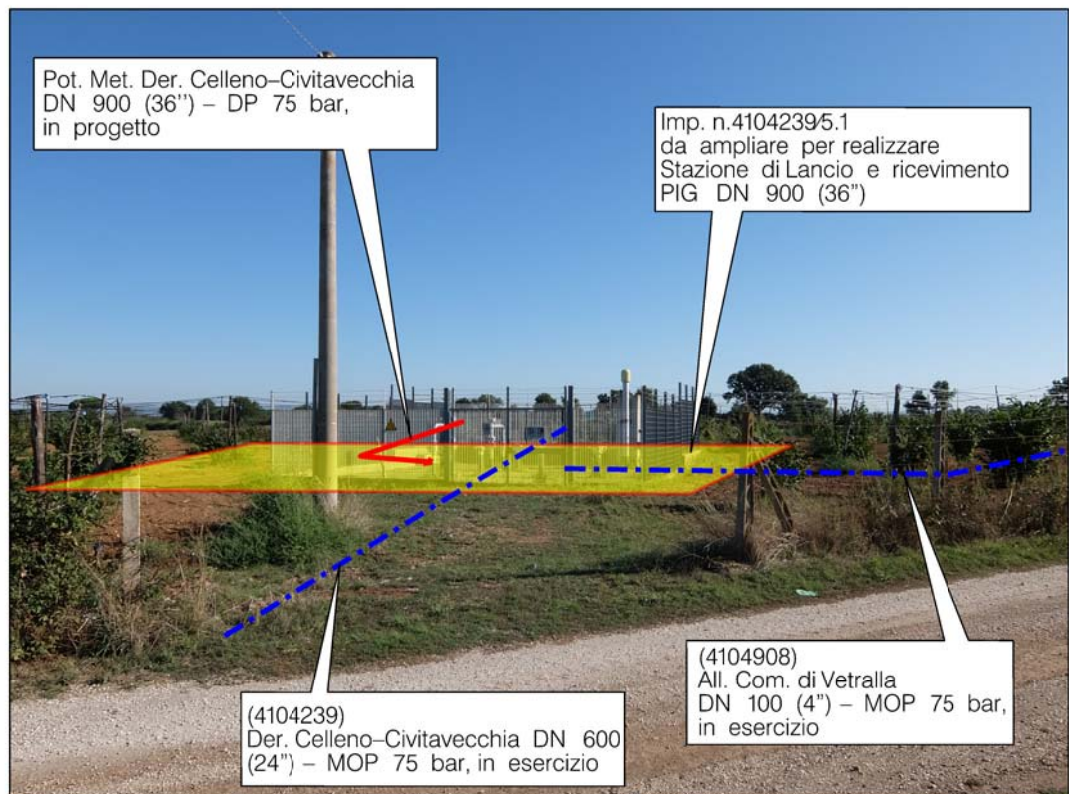 Pot. Met. Der. Celleno–Civitavecchia
DN 900 (36'') – DP 75 bar,
in progetto
Imp. n.4104239/5.1
da ampliare per realizzare
Stazione di Lancio e ricevimento
PIG DN 900 (36")
(4104239)
Der. Celleno–Civitavecchia DN 600
(24") – MOP 75 bar, in esercizio
(4104908)
All. Com. di Vetralla
DN 100 (4") – MOP 75 bar,
in esercizio